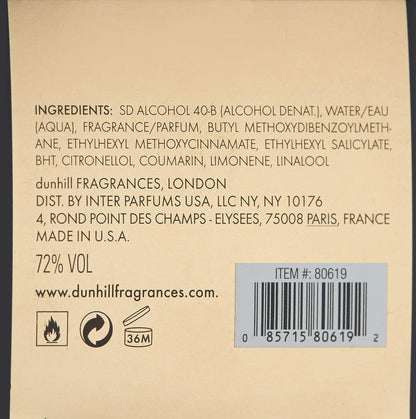 INGREDIENTS: SD ALCOHOL 40-B (ALCOHOL DENAT.), WATER/EAU
(AQUA), FRAGRANCE/PARFUM, BUTYL METHOXYDIBENZOYLMETH-
ANE, ETHYLHEXYL METHOXYCINNAMATE, ETHYLHEXYL SALICYLATE,
BHT, CITRONELLOL, COUMARIN, LIMONENE, LINALOOL
dunhill FRAGRANCES, LONDON
DIST. BY INTER PARFUMS USA, LLC NY, NY 10176
4, ROND POINT DES CHAMPS - ELYSEES, 75008 PARIS, FRANCE
MADE IN U.S.A.
72% VOL
www.dunhillfragrances.com.
36M
ITEM #: 80619
0 85715 80619 2